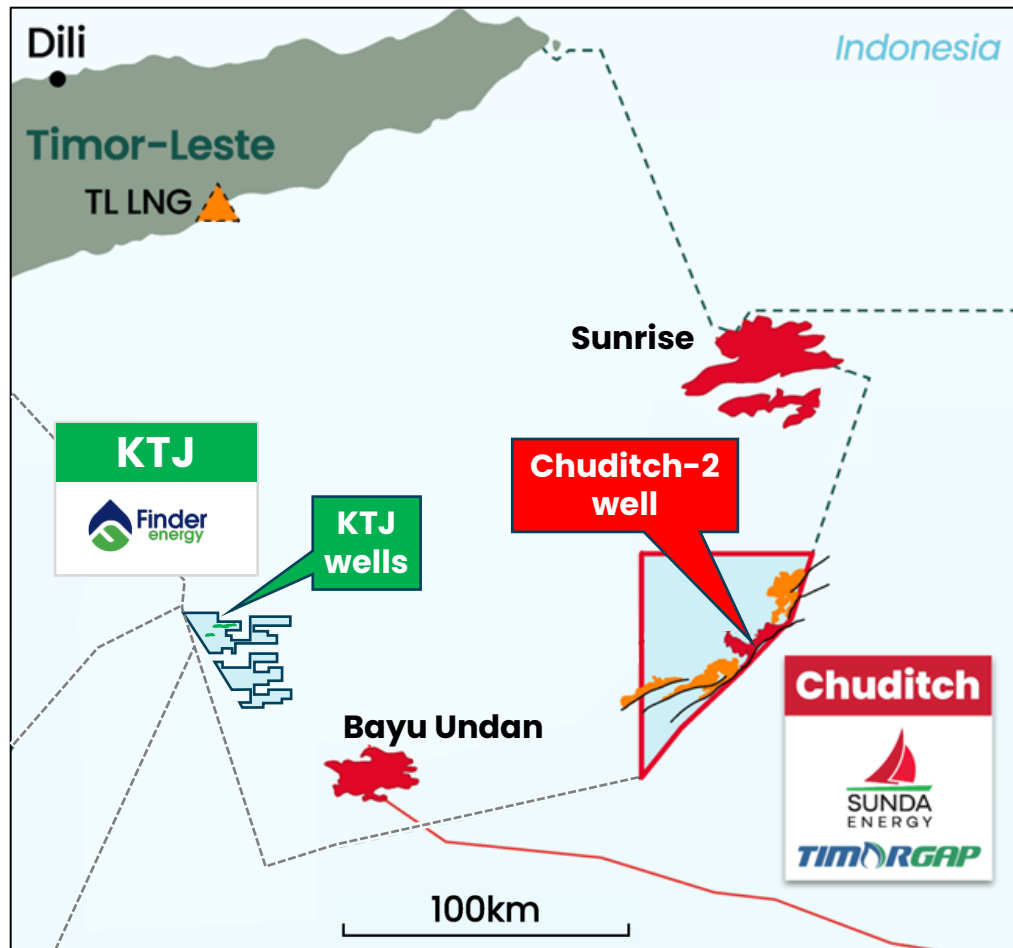 Dili
Indonesia
Timor-Leste
TL LNG
Sunrise
KTJ
Finder
energy
KTJ
wells
Chuditch-2
well
Bayu Undan
Chuditch
SUNDA
ENERGY
TIMORGAP
100km